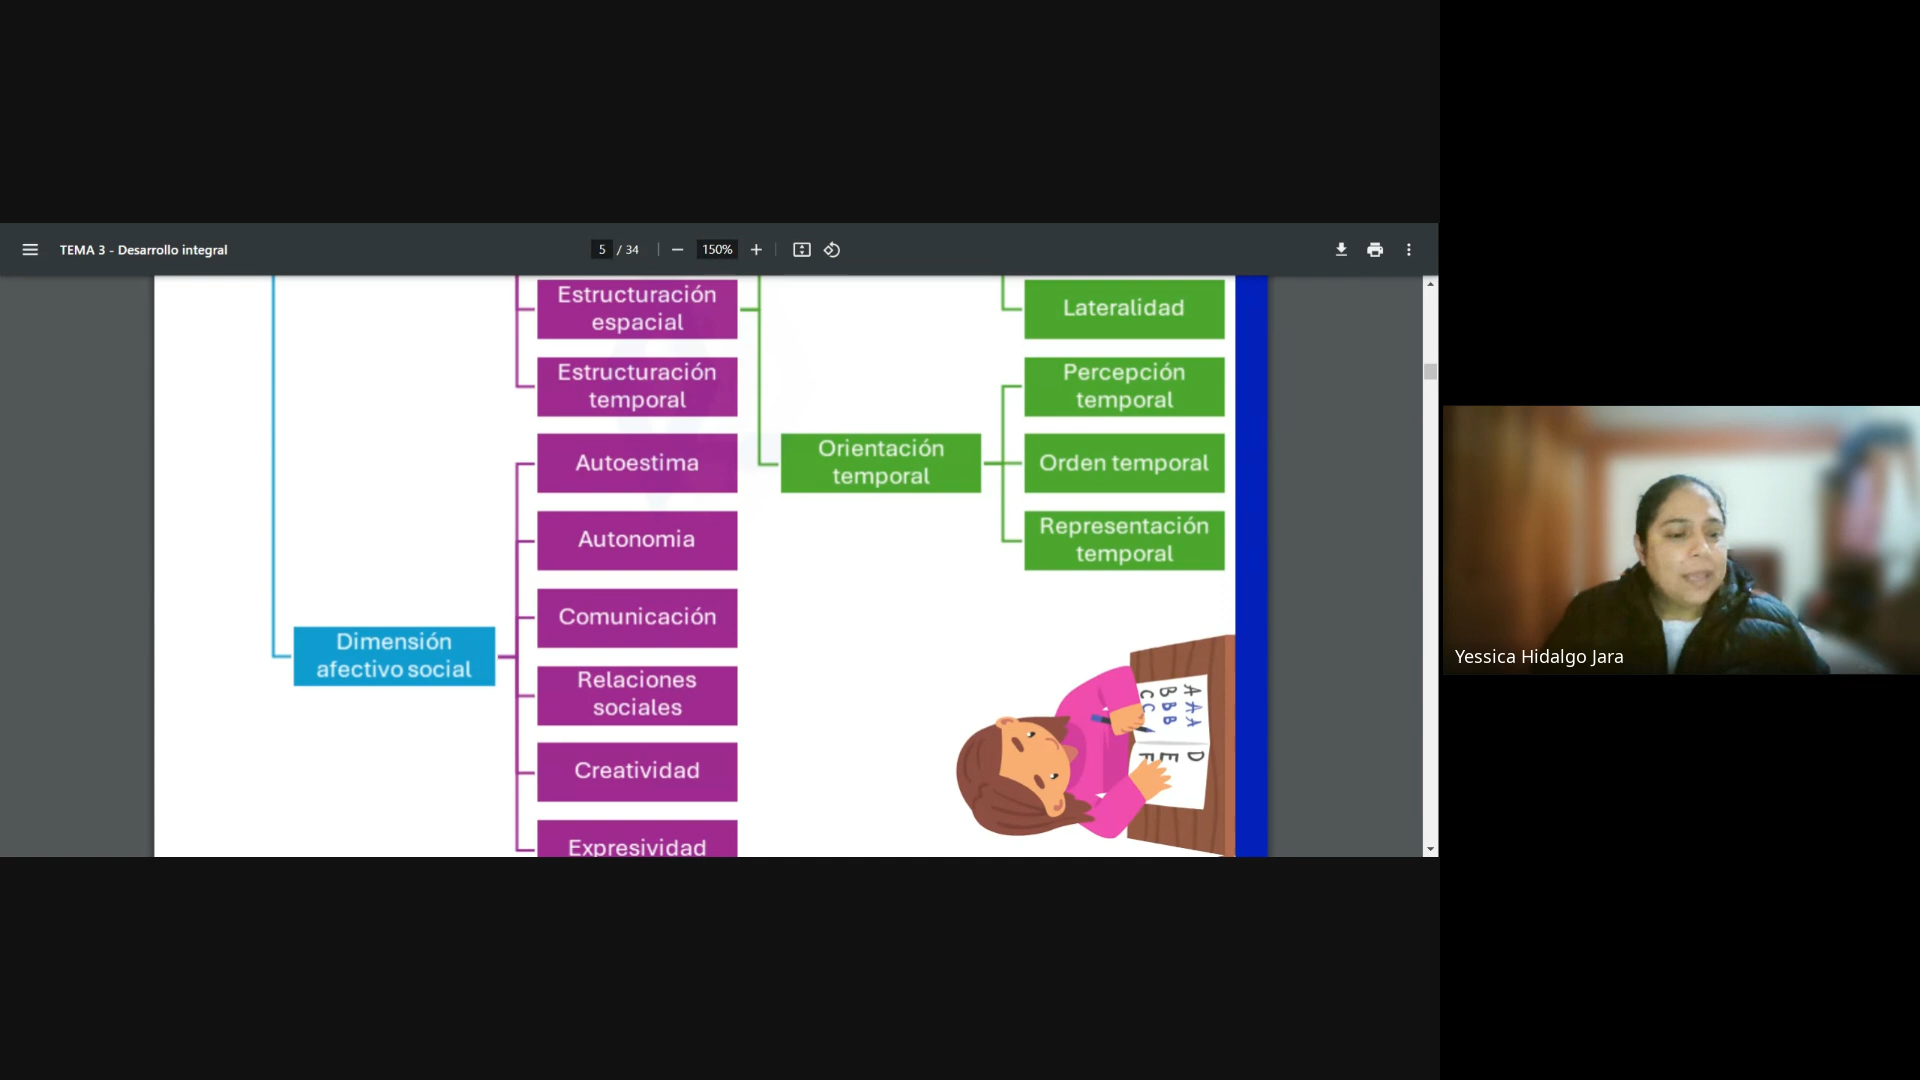 TEMA 3 - Desarrollo integral
5 / 34
150%
Estructuración
espacial
Lateralidad
Estructuración
temporal
Percepción
temporal
Autoestima
Orientación
temporal
Orden temporal
Autonomia
Representación
temporal
Comunicación
Dimensión
afectivo social
Relaciones
sociales
Creatividad
Expresividad
A A A
B B B
C C
D
E
F
Yessica Hidalgo Jara